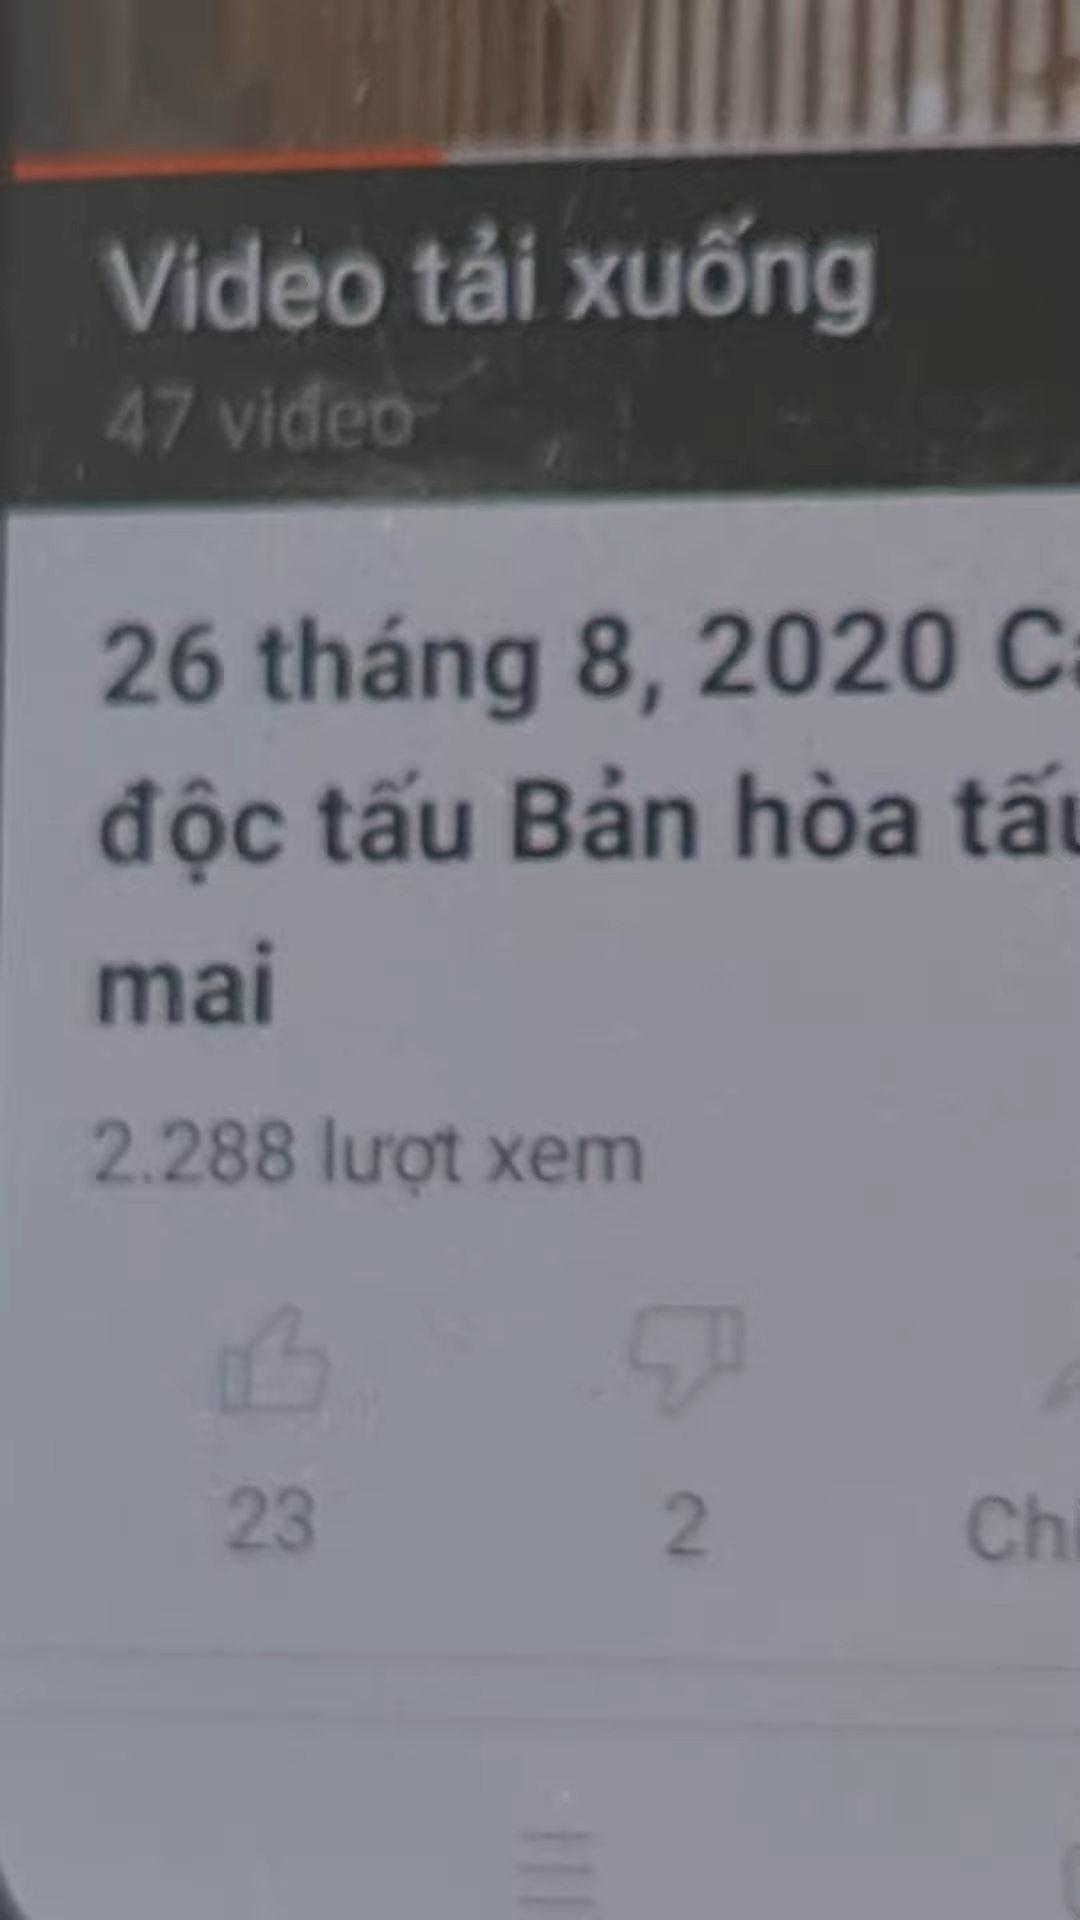 Video tải xuống
47 video
26 tháng 8, 2020
độc tấu Bản hòa tấu
mai
2.288 lượt xem
23
2